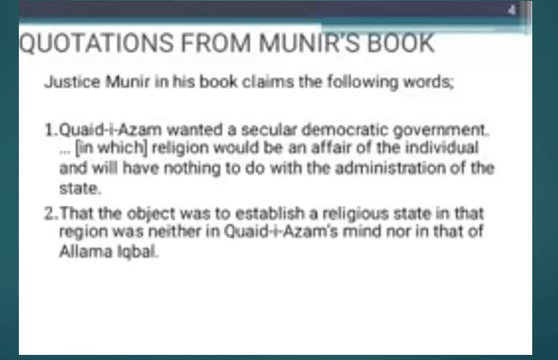 4
QUOTATIONS FROM MUNIR'S BOOK
Justice Munir in his book claims the following words;
1.Quaid-i-Azam wanted a secular democratic government.
... [in which] religion would be an affair of the individual
and will have nothing to do with the administration of the
state.
2.That the object was to establish a religious state in that
region was neither in Quaid-i-Azam's mind nor in that of
Allama Iqbal.